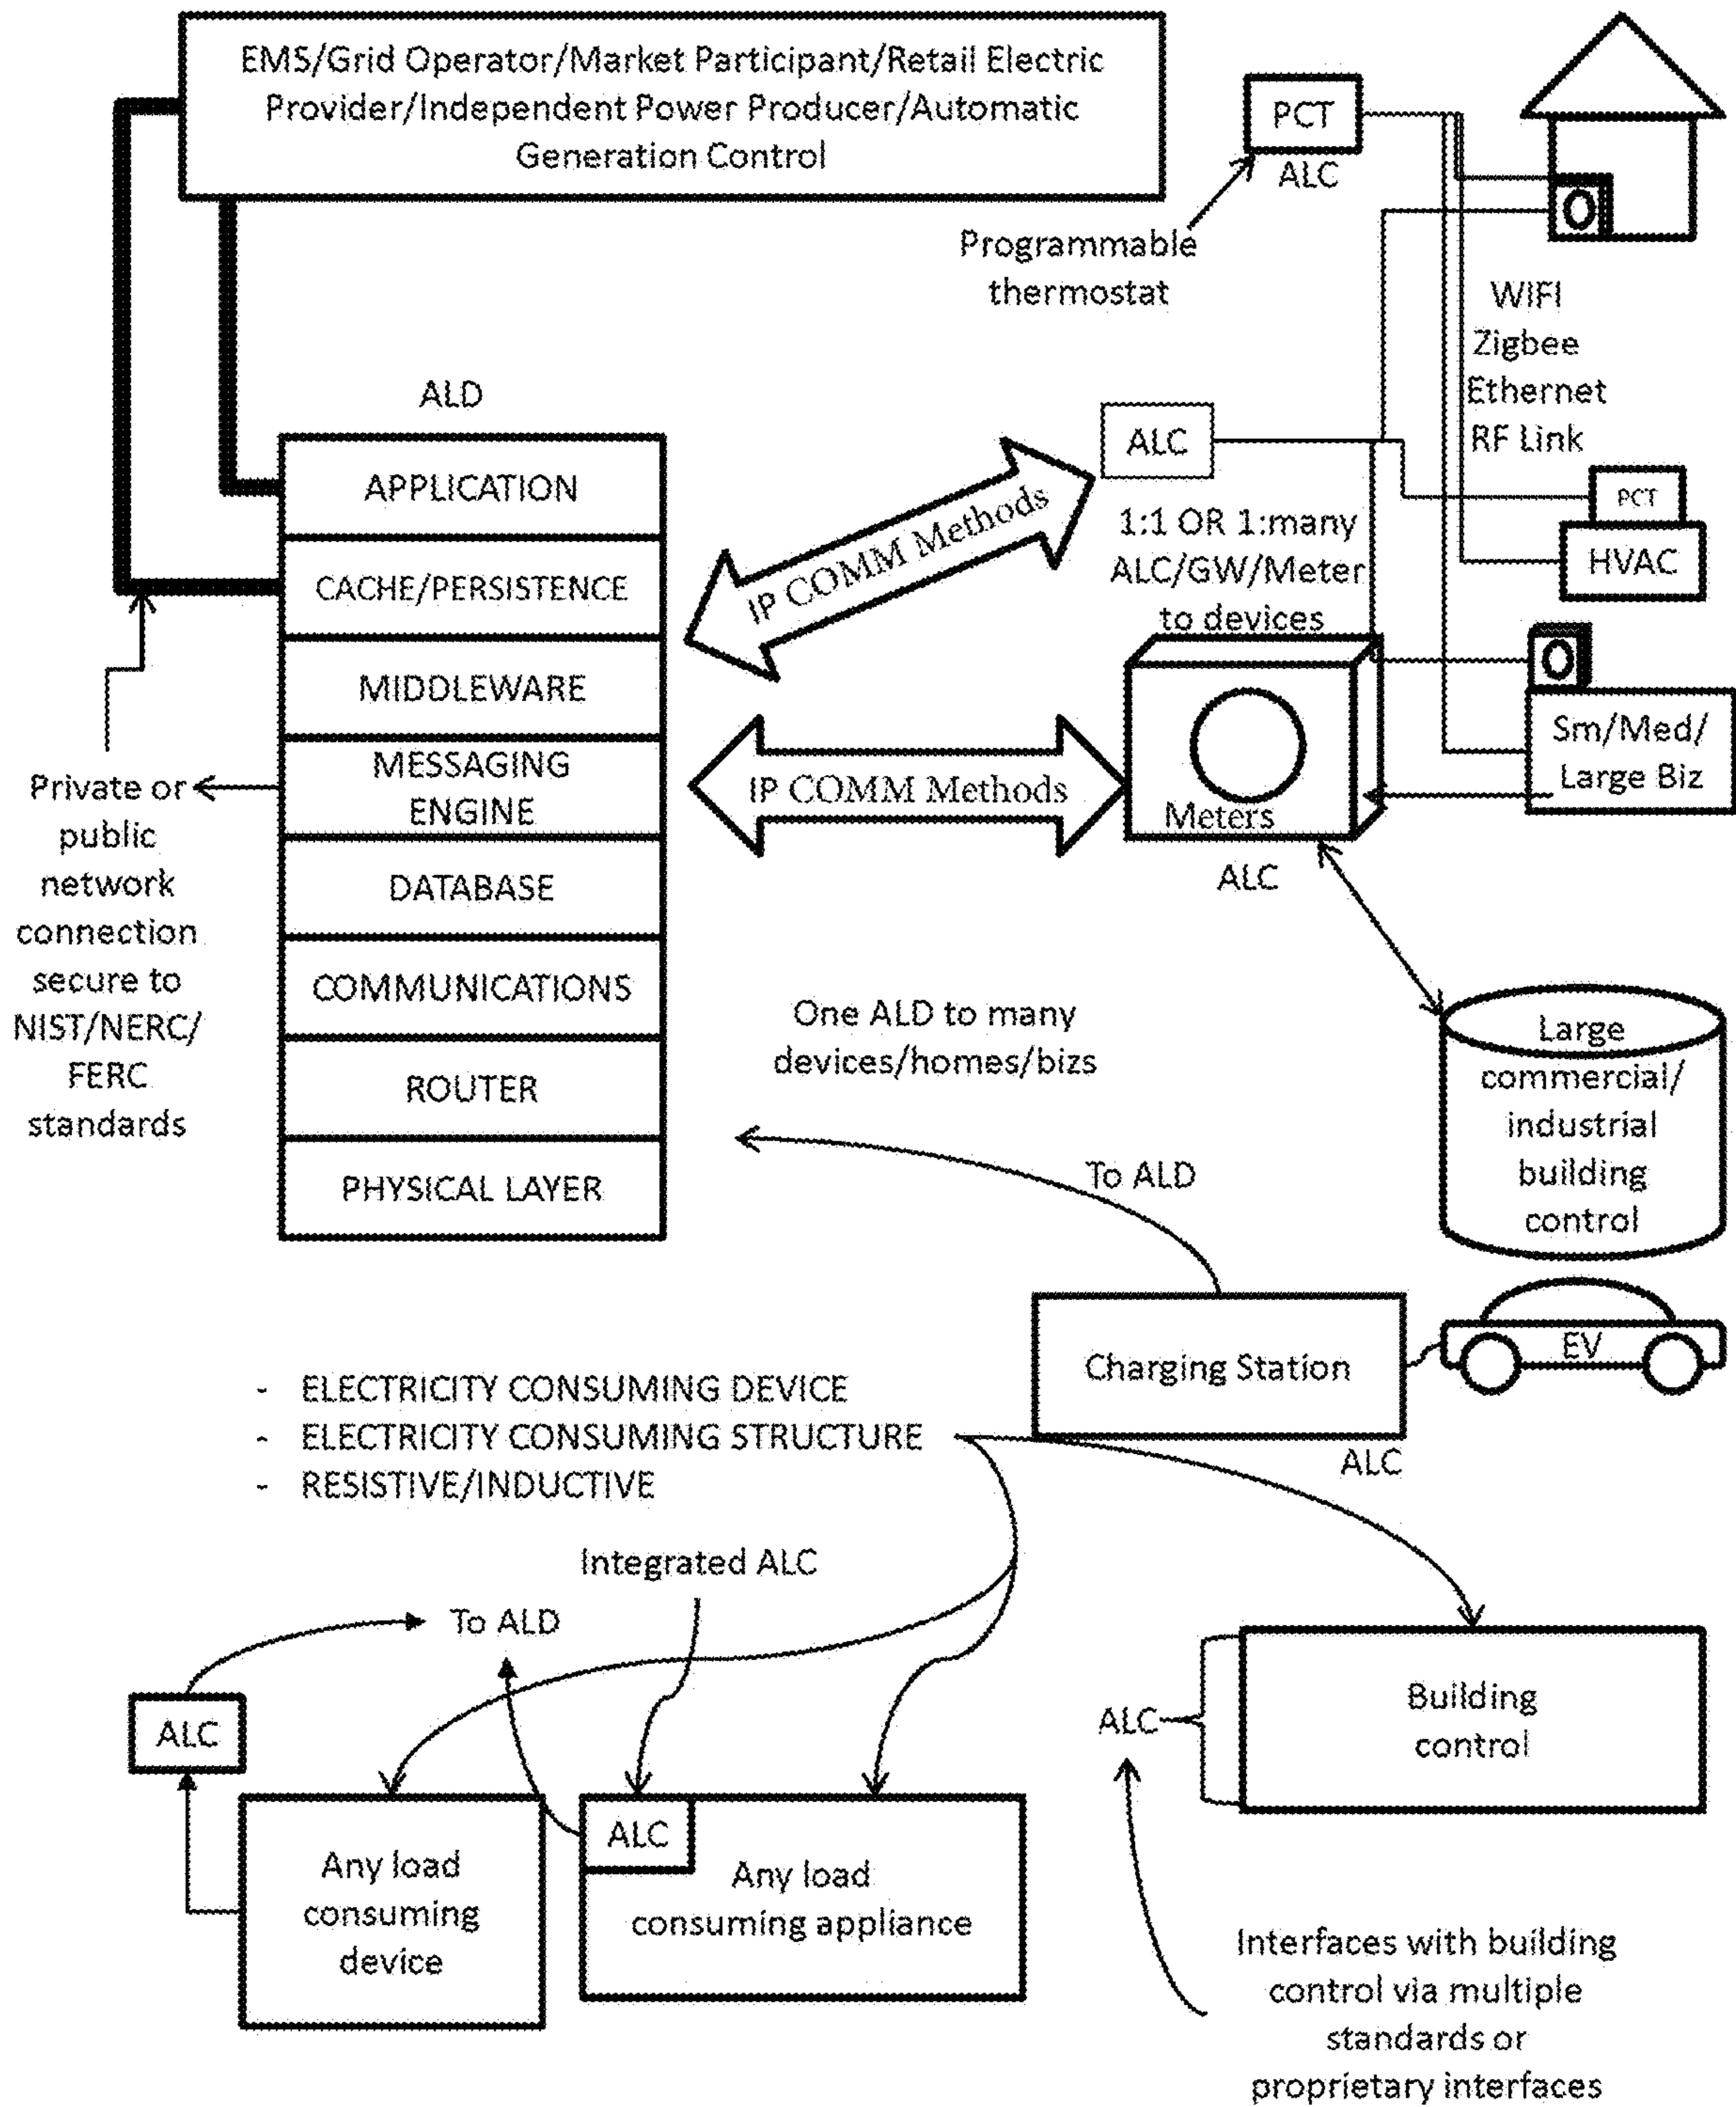 EMS/Grid Operator/Market Participant/Retail Electric
Provider/Independent Power Producer/Automatic
Generation Control
PCT
ALC
Programmable
thermostat
WIFI
Zigbee
Ethernet
RF Link
ALD
APPLICATION
CACHE/PERSISTENCE
MIDDLEWARE
MESSAGING
ENGINE
DATABASE
COMMUNICATIONS
ROUTER
PHYSICAL LAYER
IP COMM Methods
ALC
1:1 OR 1:many
ALC/GW/Meter
to devices
PCT
HVAC
IP COMM Methods
Meters
ALC
Sm/Med/
Large Biz
Private or
public
network
connection
secure to
NIST/NERC/
FERC
standards
One ALD to many
devices/homes/bizs
Large
commercial/
industrial
building
control
To ALD
Charging Station
EV
ALC
- ELECTRICITY CONSUMING DEVICE
- ELECTRICITY CONSUMING STRUCTURE
- RESISTIVE/INDUCTIVE
Integrated ALC
To ALD
ALC
Any load
consuming
device
ALC
Any load
consuming appliance
ALC
Building
control
Interfaces with building
control via multiple
standards or
proprietary interfaces